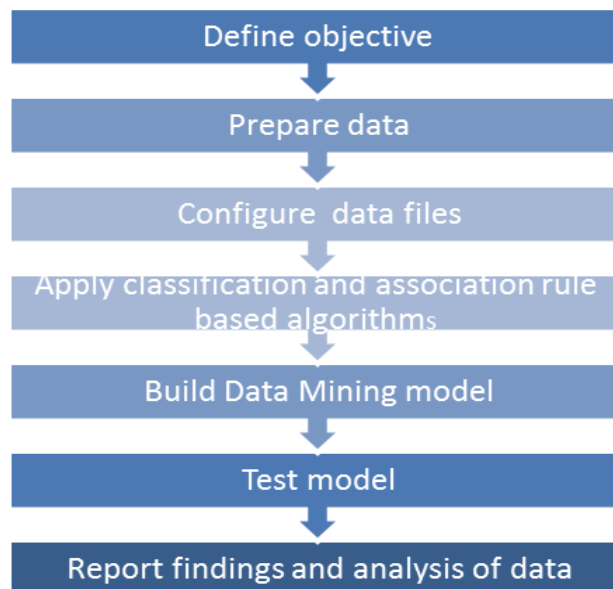 Define objective
Prepare data
Configure data files
Apply classification and association rule
based algorithms
Build Data Mining model
Test model
Report findings and analysis of data